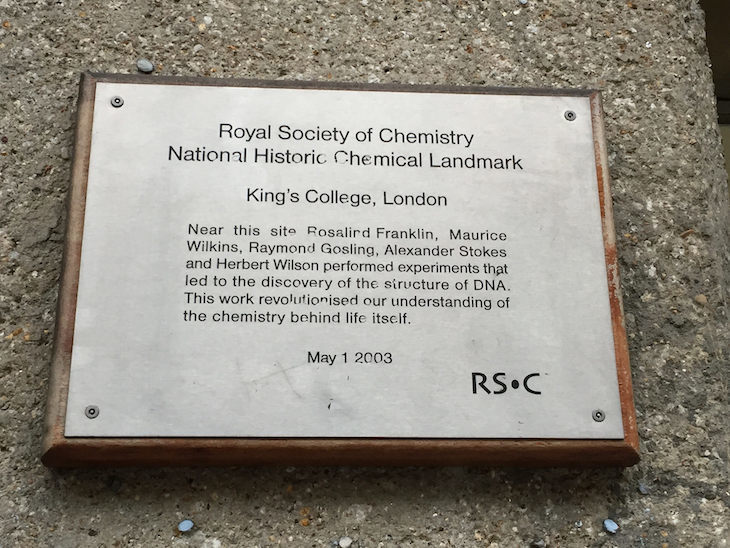 Royal Society of Chemistry
National Historic Chemical Landmark
King's College, London
Near this site Rosalind Franklin, Maurice
Wilkins, Raymond Gosling, Alexander Stokes
and Herbert Wilson performed experiments that
led to the discovery of the structure of DNA.
This work revolutionised our understanding of
the chemistry behind life itself.
May 1 2003
RS•C